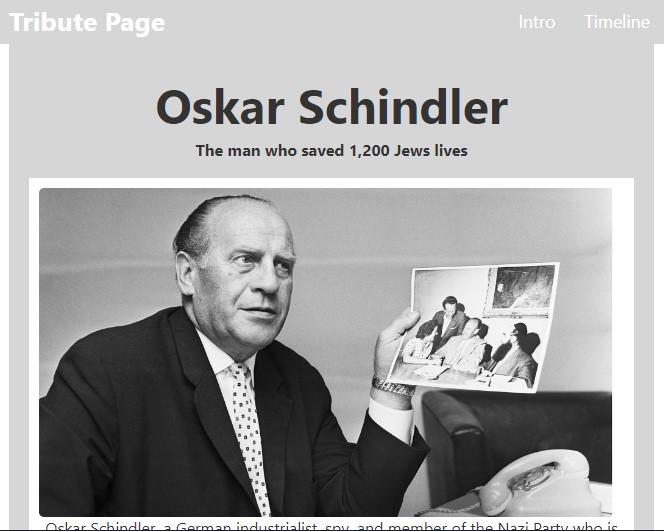 Tribute Page
Intro Timeline
Oskar Schindler
The man who saved 1,200 Jews lives
Oskar Schindler, a German industrialist, spy, and member of the Nazi Party who is